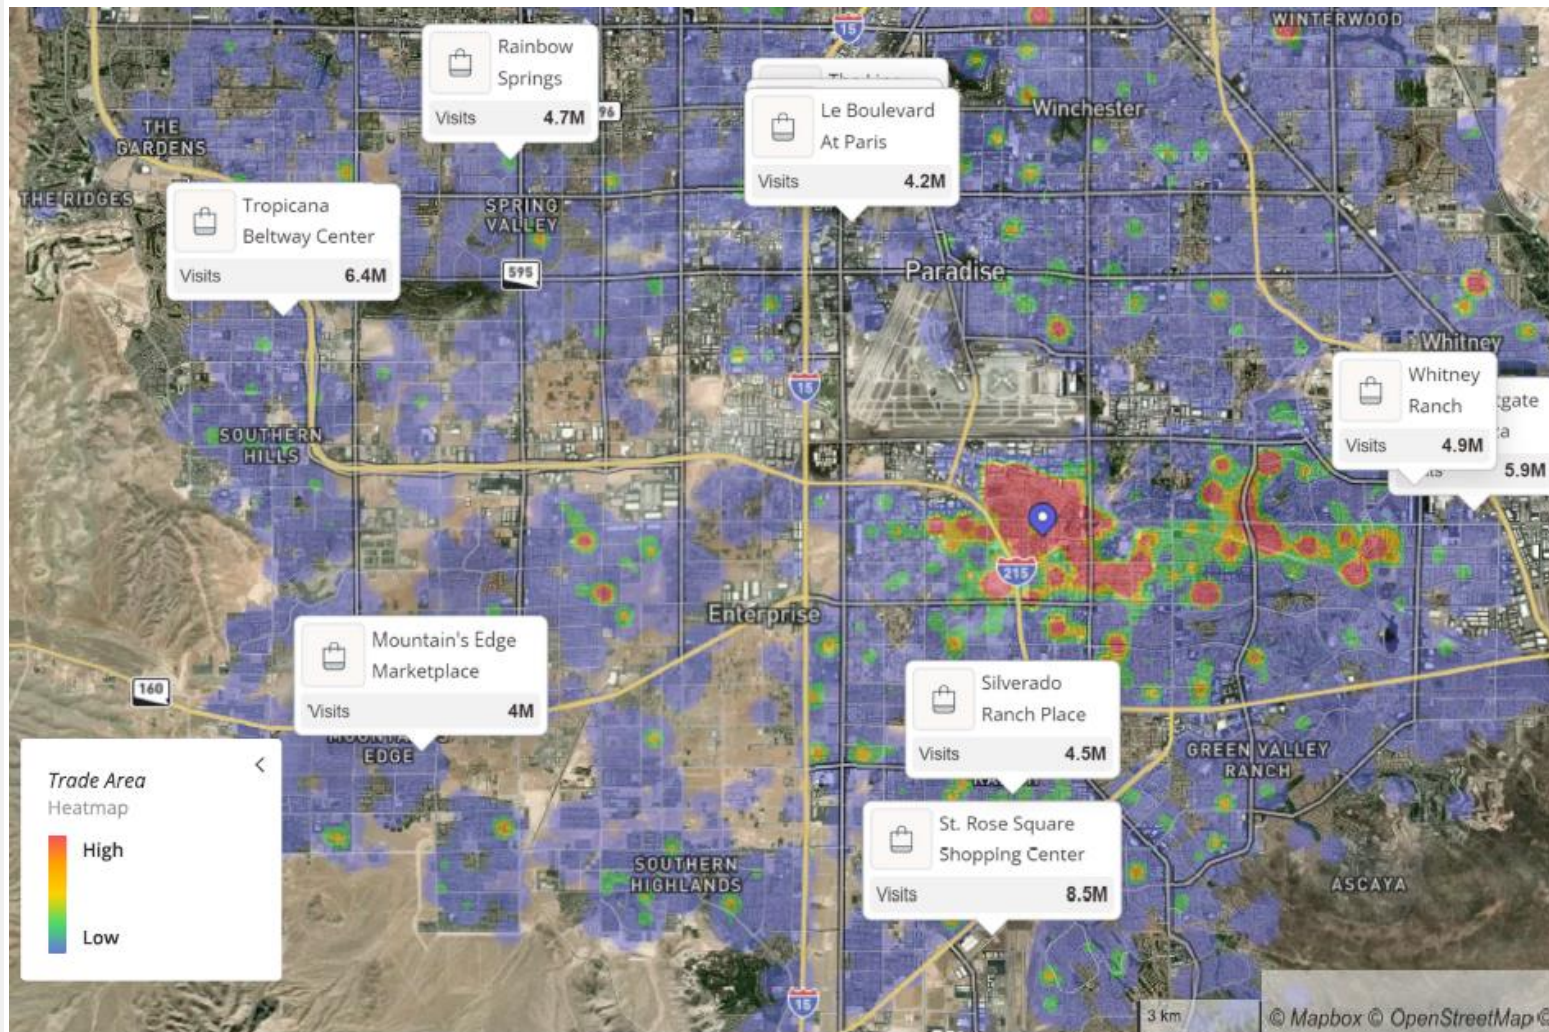 15
WINTERWOOD
Rainbow
Springs
Visits 4.7M
96
Le Boulevard
At Paris
Visits 4.2M
Winchester
THE
GARDENS
THE RIDGES
Tropicana
Beltway Center
Visits 6.4M
SPRING
VALLEY
595
Paradise
Whitney
15
Whitney
Ranch
Visits 4.9M
tgate
za
5.9M
SOUTHERN
HILLS
215
Enterprise
Mountain's Edge
Marketplace
Visits 4M
160
EDGE
Silverado
Ranch Place
Visits 4.5M
GREEN VALLEY
RANCH
Trade Area
Heatmap
High
Low
St. Rose Square
Shopping Center
Visits 8.5M
SOUTHERN
HIGHLANDS
ASCAYA
15
3 km
© Mapbox © OpenStreetMap